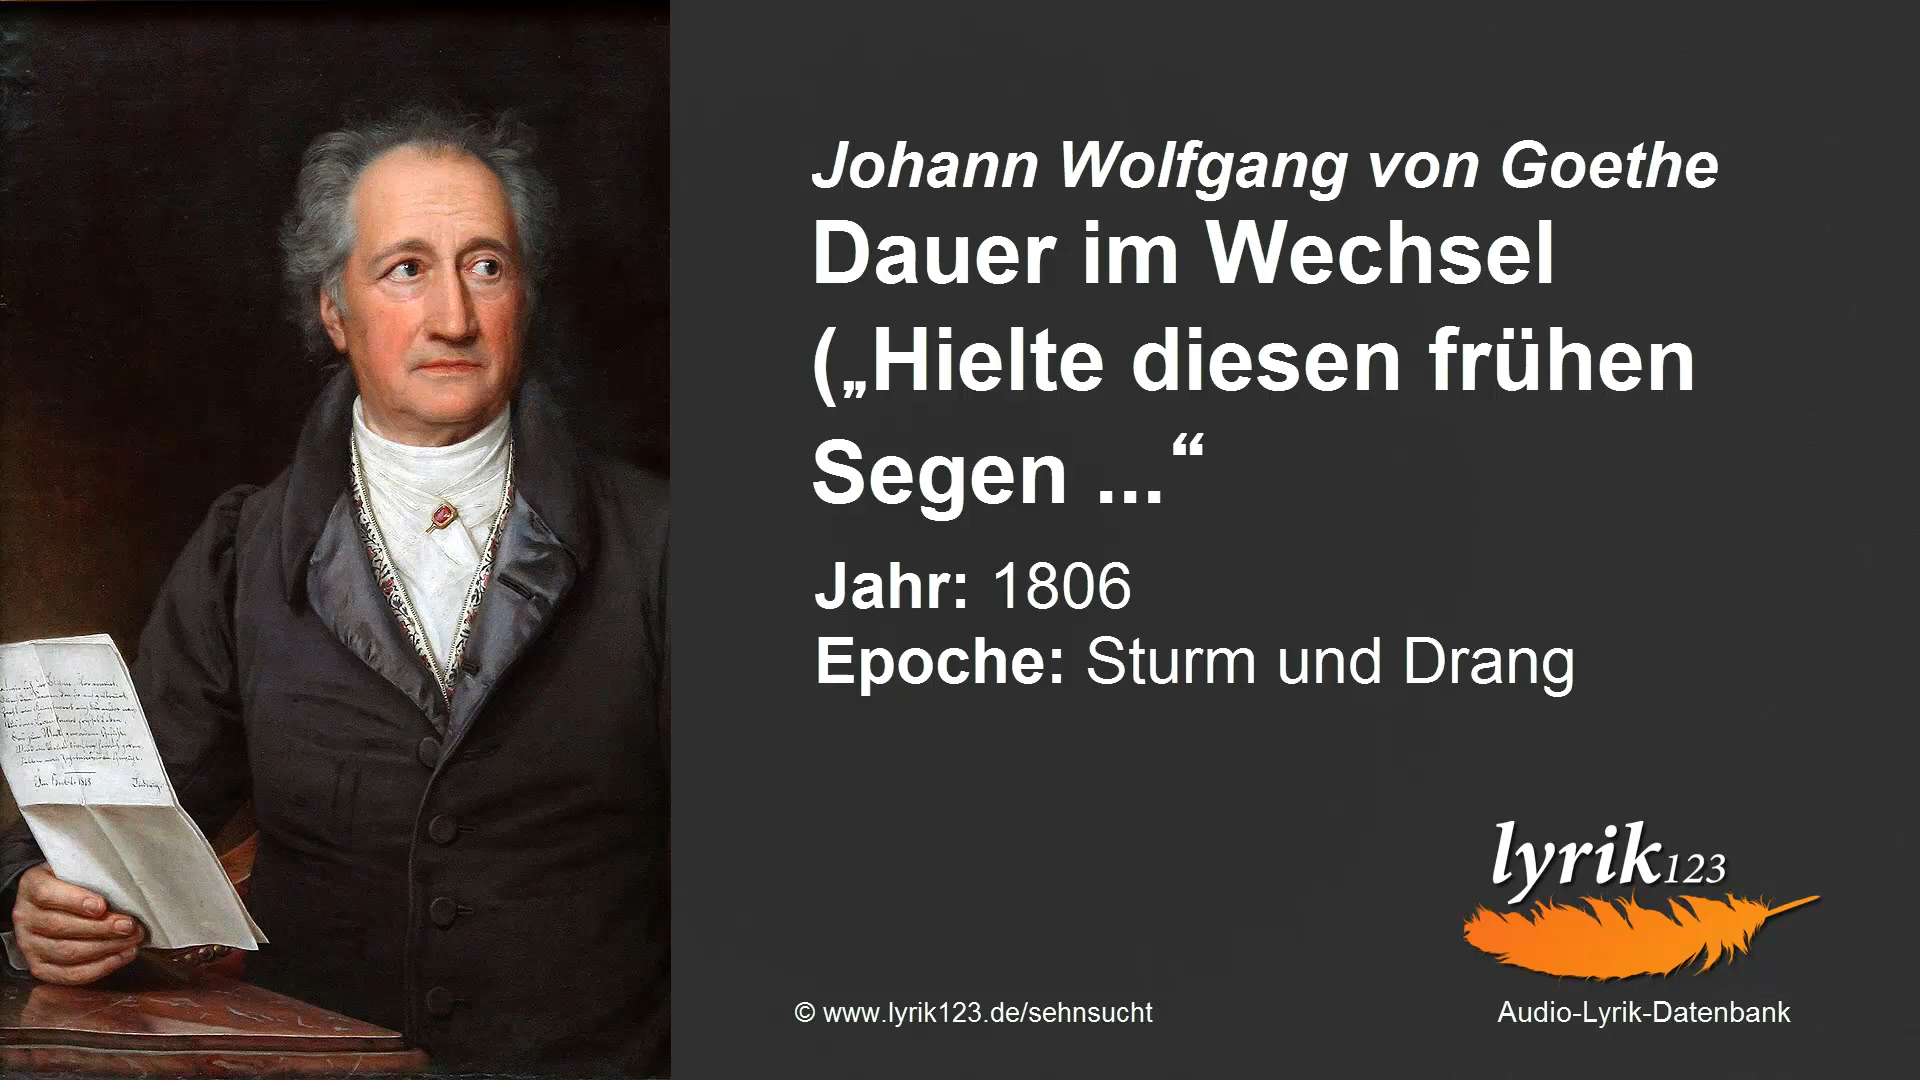 Johann Wolfgang von Goethe
Dauer im Wechsel
(„Hielte diesen frühen
Segen ...“
Jahr: 1806
Epoche: Sturm und Drang
lyrik123
© www.lyrik123.de/sehnsucht
Audio-Lyrik-Datenbank